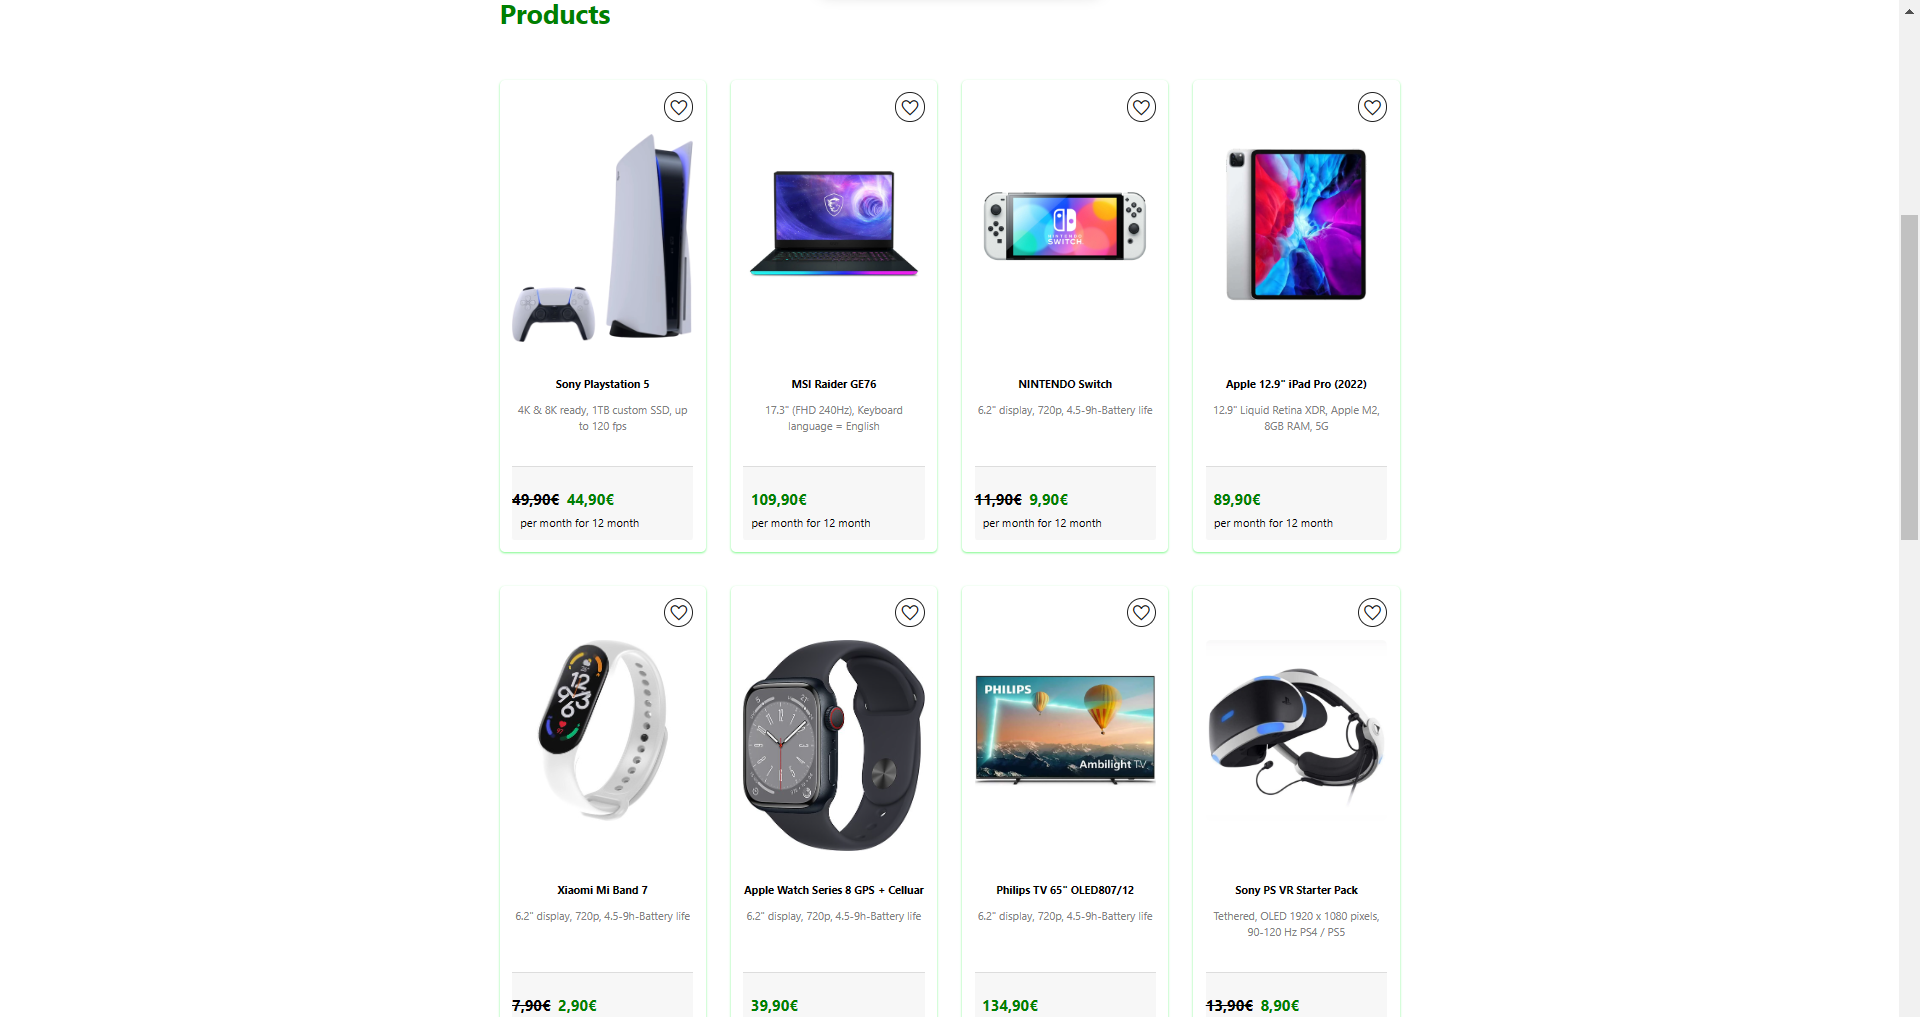 Products
Sony Playstation 5
4K & 8K ready, 1TB custom SSD, up
to 120 fps
49,90€ 44,90€
per month for 12 month
MSI Raider GE76
17.3" (FHD 240Hz), Keyboard
language = English
109,90€
per month for 12 month
NINTENDO
SWITCH
NINTENDO Switch
6.2" display, 720p, 4.5-9h-Battery life
11,90€ 9,90€
per month for 12 month
Apple 12.9" iPad Pro (2022)
12.9" Liquid Retina XDR, Apple M2,
8GB RAM, 5G
89,90€
per month for 12 month
Xiaomi Mi Band 7
6.2" display, 720p, 4.5-9h-Battery life
7,90€ 2,90€
Apple Watch Series 8 GPS + Celluar
6.2" display, 720p, 4.5-9h-Battery life
39,90€
PHILIPS
Ambilight TV
Philips TV 65" OLED807/12
6.2" display, 720p, 4.5-9h-Battery life
134,90€
Sony PS VR Starter Pack
Tethered, OLED 1920 x 1080 pixels,
90-120 Hz PS4 / PS5
13,90€ 8,90€